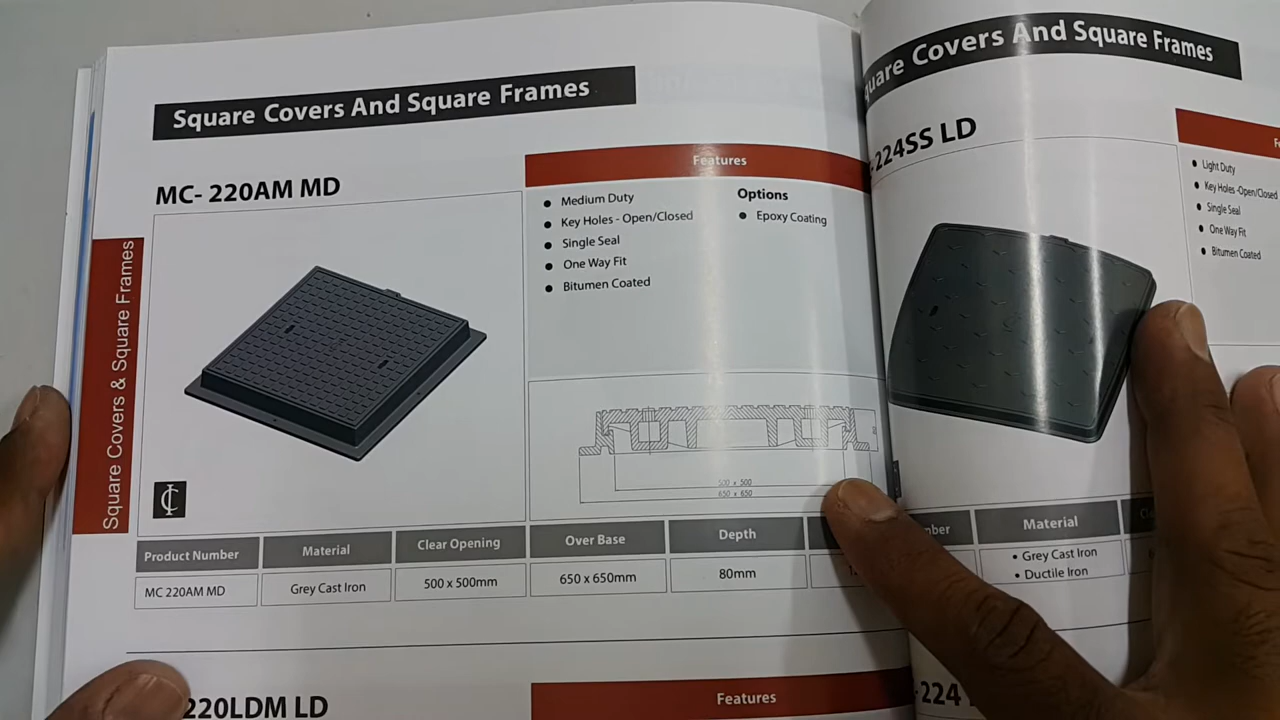 Square Covers And Square Frames
MC- 220AM MD
Features
Medium Duty
Key Holes - Open/Closed
Single Seal
One Way Fit
Bitumen Coated
Options
Epoxy Coating
Square Covers & Square Frames
500 x 500
650 x 650
Product Number Material Clear Opening Over Base Depth
MC 220AM MD Grey Cast Iron 500 x 500mm 650 x 650mm 80mm
220LDM LD
Features
Covers And Square Frames
224SS LD
Light Duty
Key Holes -Open/Closed
Single Seal
One Way Fit
Bitumen Coated
Material
• Grey Cast Iron
• Ductile Iron
224